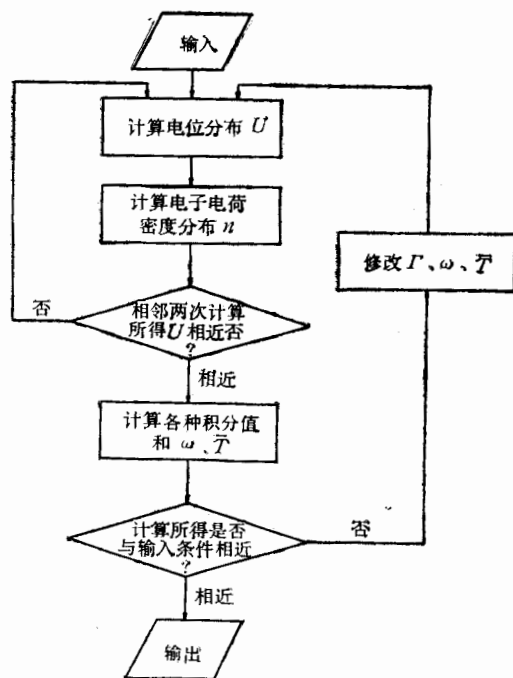 输入
计算电位分布 U
计算电子电荷
密度分布 n
修改 Γ、ω、T̄
否
相邻两次计算
所得U相近否
?
相近
计算各种积分值
和 ω、T̄
计算所得是否
与输入条件相近
?
否
相近
输出